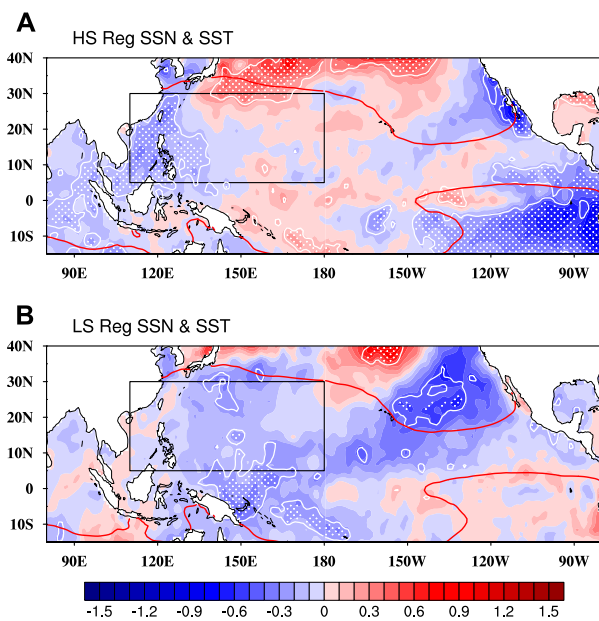 A
HS Reg SSN & SST
40N
30N
20N
10N
0
10S
90E 120E 150E 180 150W 120W 90W
B
LS Reg SSN & SST
40N
30N
20N
10N
0
10S
90E 120E 150E 180 150W 120W 90W
-1.5 -1.2 -0.9 -0.6 -0.3 0 0.3 0.6 0.9 1.2 1.5